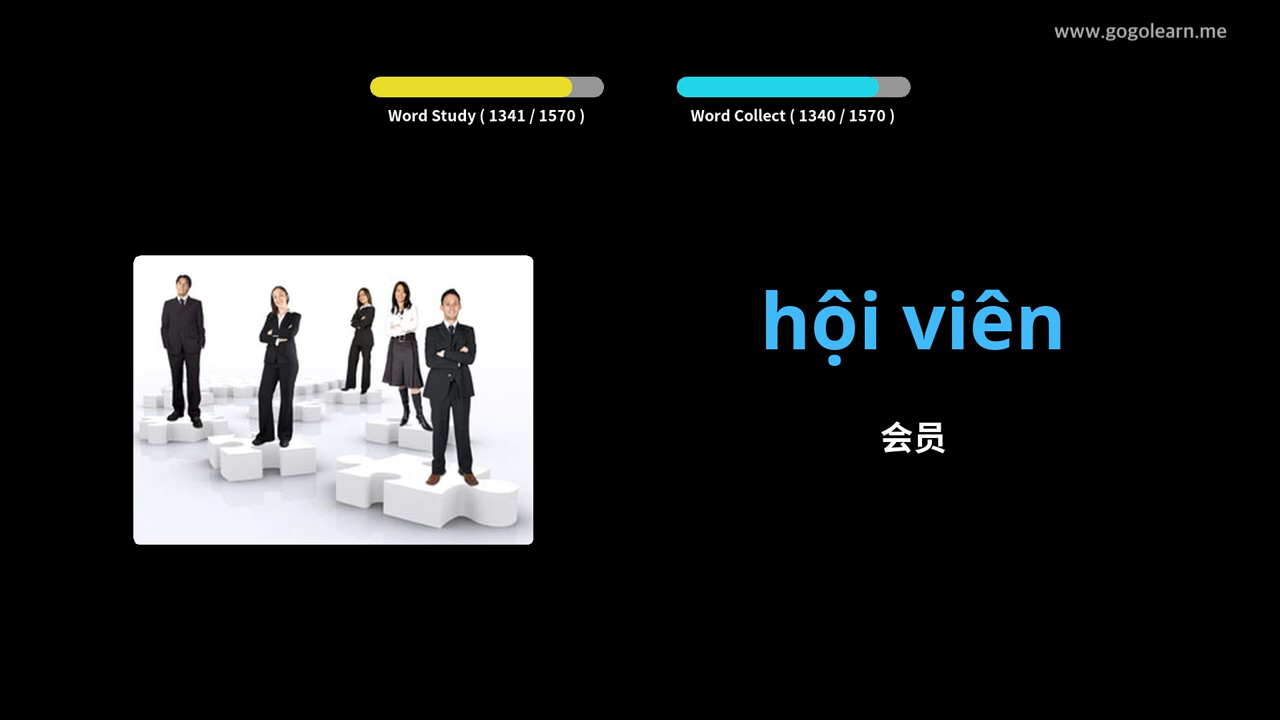 www.gogolearn.me
Word Study ( 1341 / 1570 )
Word Collect ( 1340 / 1570 )
hội viên
会员